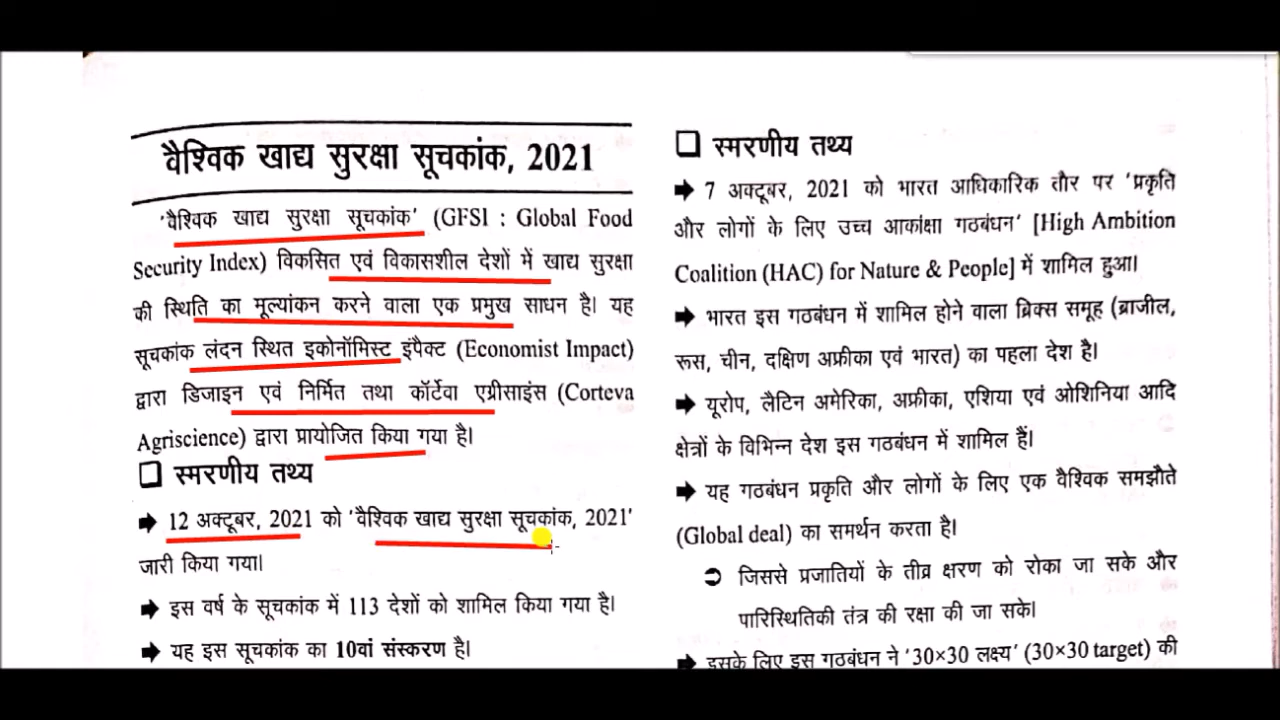 वैश्विक खाद्य सुरक्षा सूचकांक, 2021
'वैश्विक खाद्य सुरक्षा सूचकांक' (GFSI : Global Food
Security Index) विकसित एवं विकासशील देशों में खाद्य सुरक्षा
की स्थिति का मूल्यांकन करने वाला एक प्रमुख साधन है। यह
सूचकांक लंदन स्थित इकोनॉमिस्ट इंपैक्ट (Economist Impact)
द्वारा डिजाइन एवं निर्मित तथा कॉर्टेवा एग्रीसाइंस (Corteva
Agriscience) द्वारा प्रायोजित किया गया है।
❑ स्मरणीय तथ्य
➡ 12 अक्टूबर, 2021 को 'वैश्विक खाद्य सुरक्षा सूचकांक, 2021'
जारी किया गया।
➡ इस वर्ष के सूचकांक में 113 देशों को शामिल किया गया है।
➡ यह इस सूचकांक का 10वां संस्करण है।
❑ स्मरणीय तथ्य
➡ 7 अक्टूबर, 2021 को भारत आधिकारिक तौर पर 'प्रकृति
और लोगों के लिए उच्च आकांक्षा गठबंधन' [High Ambition
Coalition (HAC) for Nature & People] में शामिल हुआ।
➡ भारत इस गठबंधन में शामिल होने वाला ब्रिक्स समूह (ब्राजील,
रूस, चीन, दक्षिण अफ्रीका एवं भारत) का पहला देश है।
➡ यूरोप, लैटिन अमेरिका, अफ्रीका, एशिया एवं ओशिनिया आदि
क्षेत्रों के विभिन्न देश इस गठबंधन में शामिल हैं।
➡ यह गठबंधन प्रकृति और लोगों के लिए एक वैश्विक समझौते
(Global deal) का समर्थन करता है।
➲ जिससे प्रजातियों के तीव्र क्षरण को रोका जा सके और
पारिस्थितिकी तंत्र की रक्षा की जा सके।
➡ इसके लिए इस गठबंधन ने '30×30 लक्ष्य' (30×30 target) की